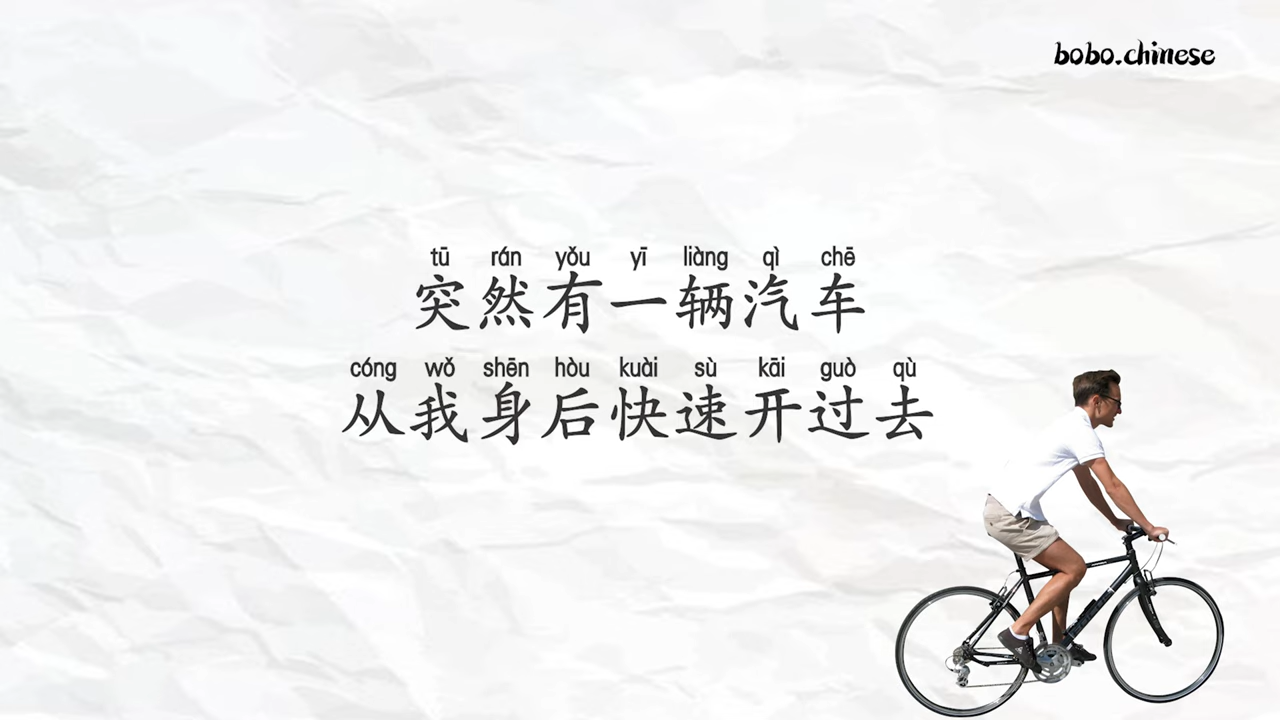 bobo.chinese
tū rán yǒu yī liàng qì chē
突然有一辆汽车
cóng wǒ shēn hòu kuài sù kāi guò qù
从我身后快速开过去